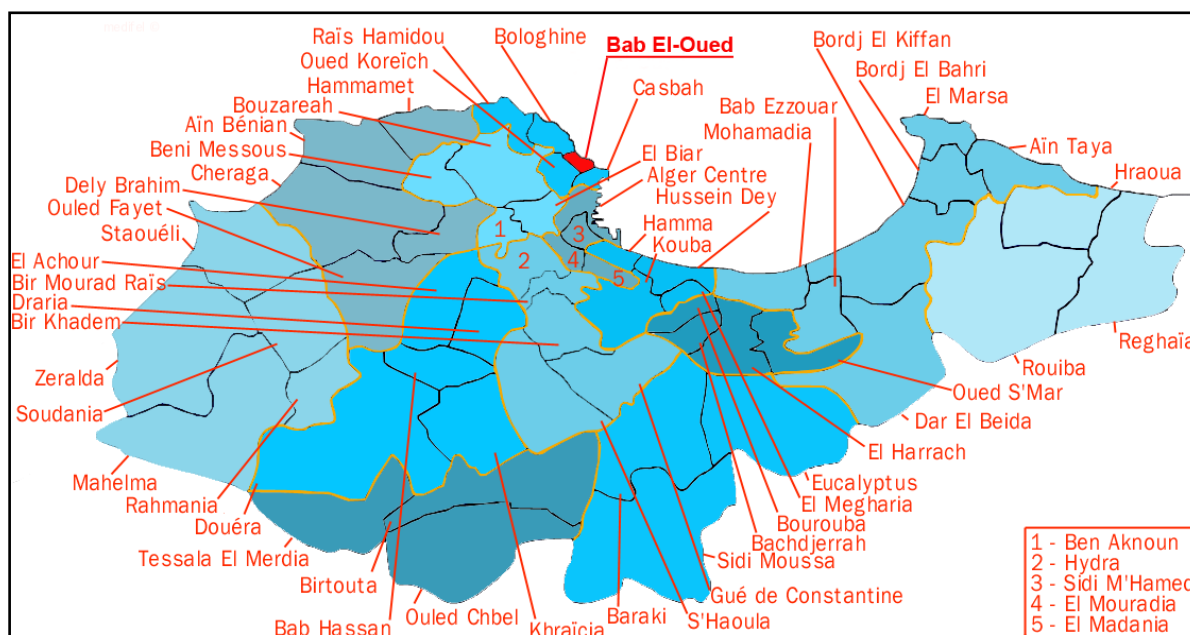 Raïs Hamidou
Bologhine
Oued Koreïch
Bab El-Oued
Bordj El Kiffan
Hammamet
Casbah
Bordj El Bahri
Bouzareah
Bab Ezzouar
El Marsa
Aïn Bénian
Mohamadia
Beni Messous
El Biar
Aïn Taya
Cheraga
Alger Centre
Dely Brahim
Hussein Dey
Hraoua
Ouled Fayet
Hamma
Staouéli
Kouba
El Achour
Bir Mourad Raïs
Draria
Bir Khadem
1
2
3
4
5
Reghaïa
Rouiba
Zeralda
Oued S'Mar
Soudania
Dar El Beida
El Harrach
Mahelma
Eucalyptus
Rahmania
El Megharia
Douéra
Bourouba
Bachdjerrah
Tessala El Merdia
Sidi Moussa
Birtouta
Gué de Constantine
Ouled Chbel
Baraki
S'Haoula
Bab Hassan
Khraïcia
1 - Ben Aknoun
2 - Hydra
3 - Sidi M'Hamed
4 - El Mouradia
5 - El Madania